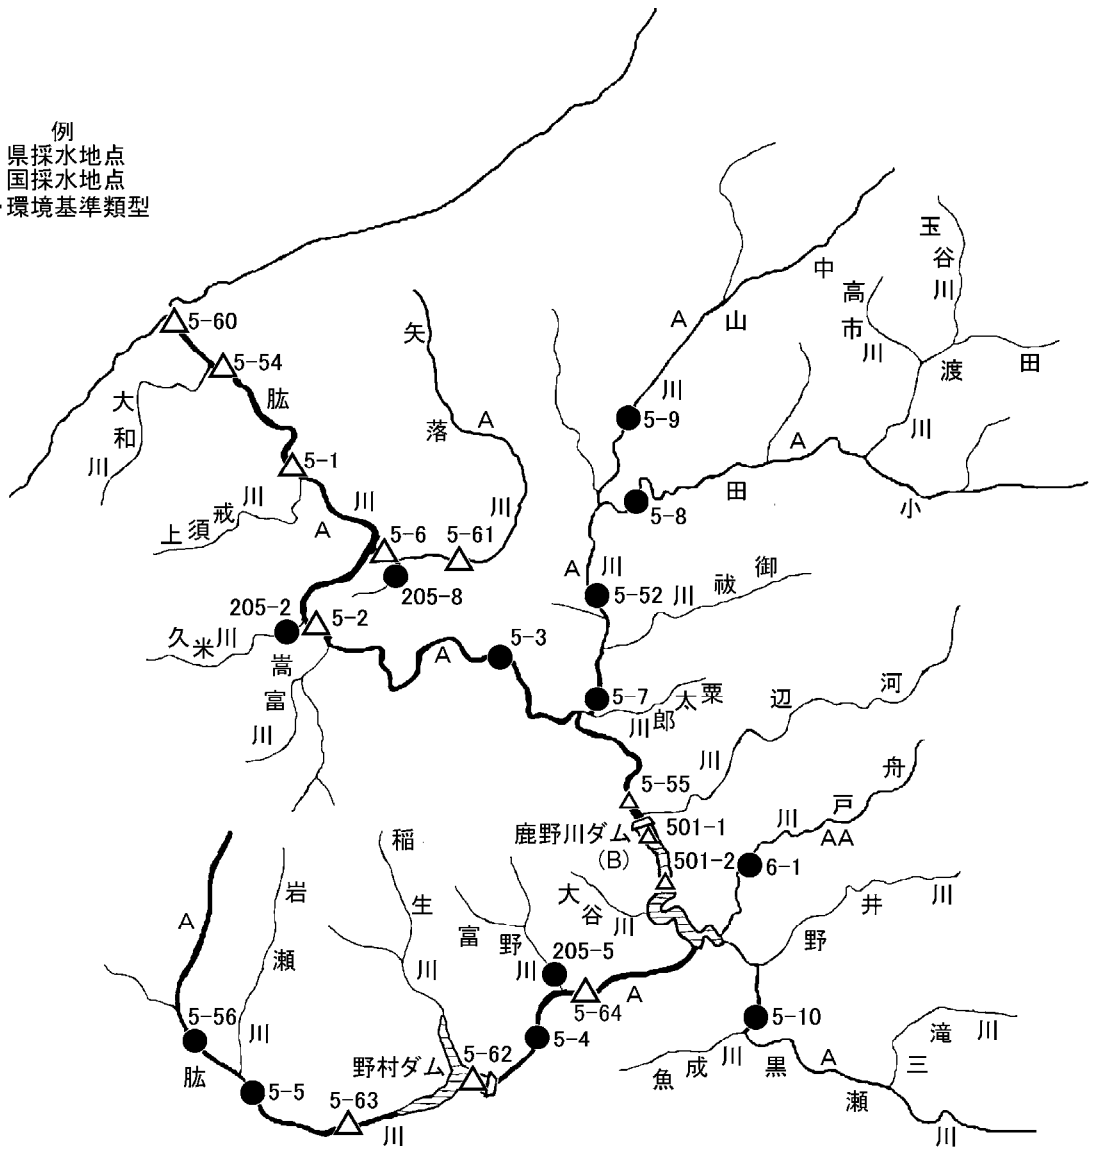 例
県採水地点
国採水地点
環境基準類型
玉谷川
中山川
A
高市川
5-60
矢落川
A
5-54
肱川
A
大和川
渡田川
5-9
田
A
小
5-1
上須戒川
5-8
5-6
5-61
205-8
A
川
5-52
御祓川
205-2
5-2
久米川
嵩富川
A
5-3
5-7
粟太郎川
河辺川
5-55
舟戸川
AA
鹿野川ダム
(B)
501-1
501-2
6-1
稲生川
岩瀬川
A
大谷川
野井川
富野川
205-5
5-64
A
5-56
5-4
5-10
三滝川
野村ダム
5-62
魚成川
黒瀬川
A
肱川
5-5
5-63